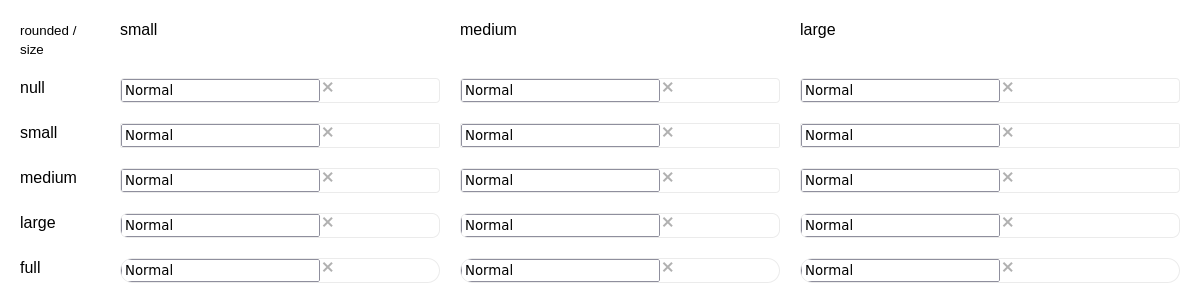 rounded / size small medium large
null Normal × Normal × Normal ×
small Normal × Normal × Normal ×
medium Normal × Normal × Normal ×
large Normal × Normal × Normal ×
full Normal × Normal × Normal ×